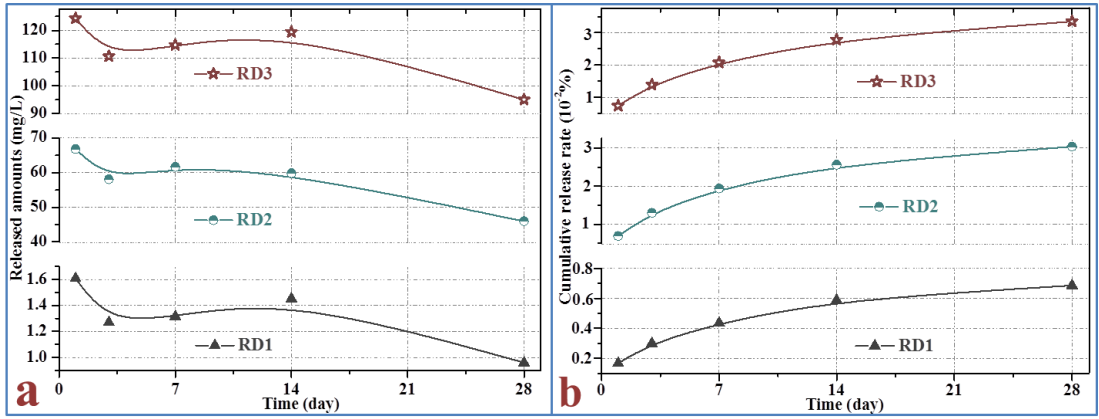 Released amounts (mg/L)
120
110
100
90
RD3
70
60
50
40
RD2
1.6
1.4
1.2
1.0
RD1
0 7 14 21 28
Time (day)
a
Cumulative release rate (10⁻²%)
3
2
1
RD3
3
2
1
RD2
0.8
0.6
0.4
0.2
RD1
0 7 14 21 28
Time (day)
b